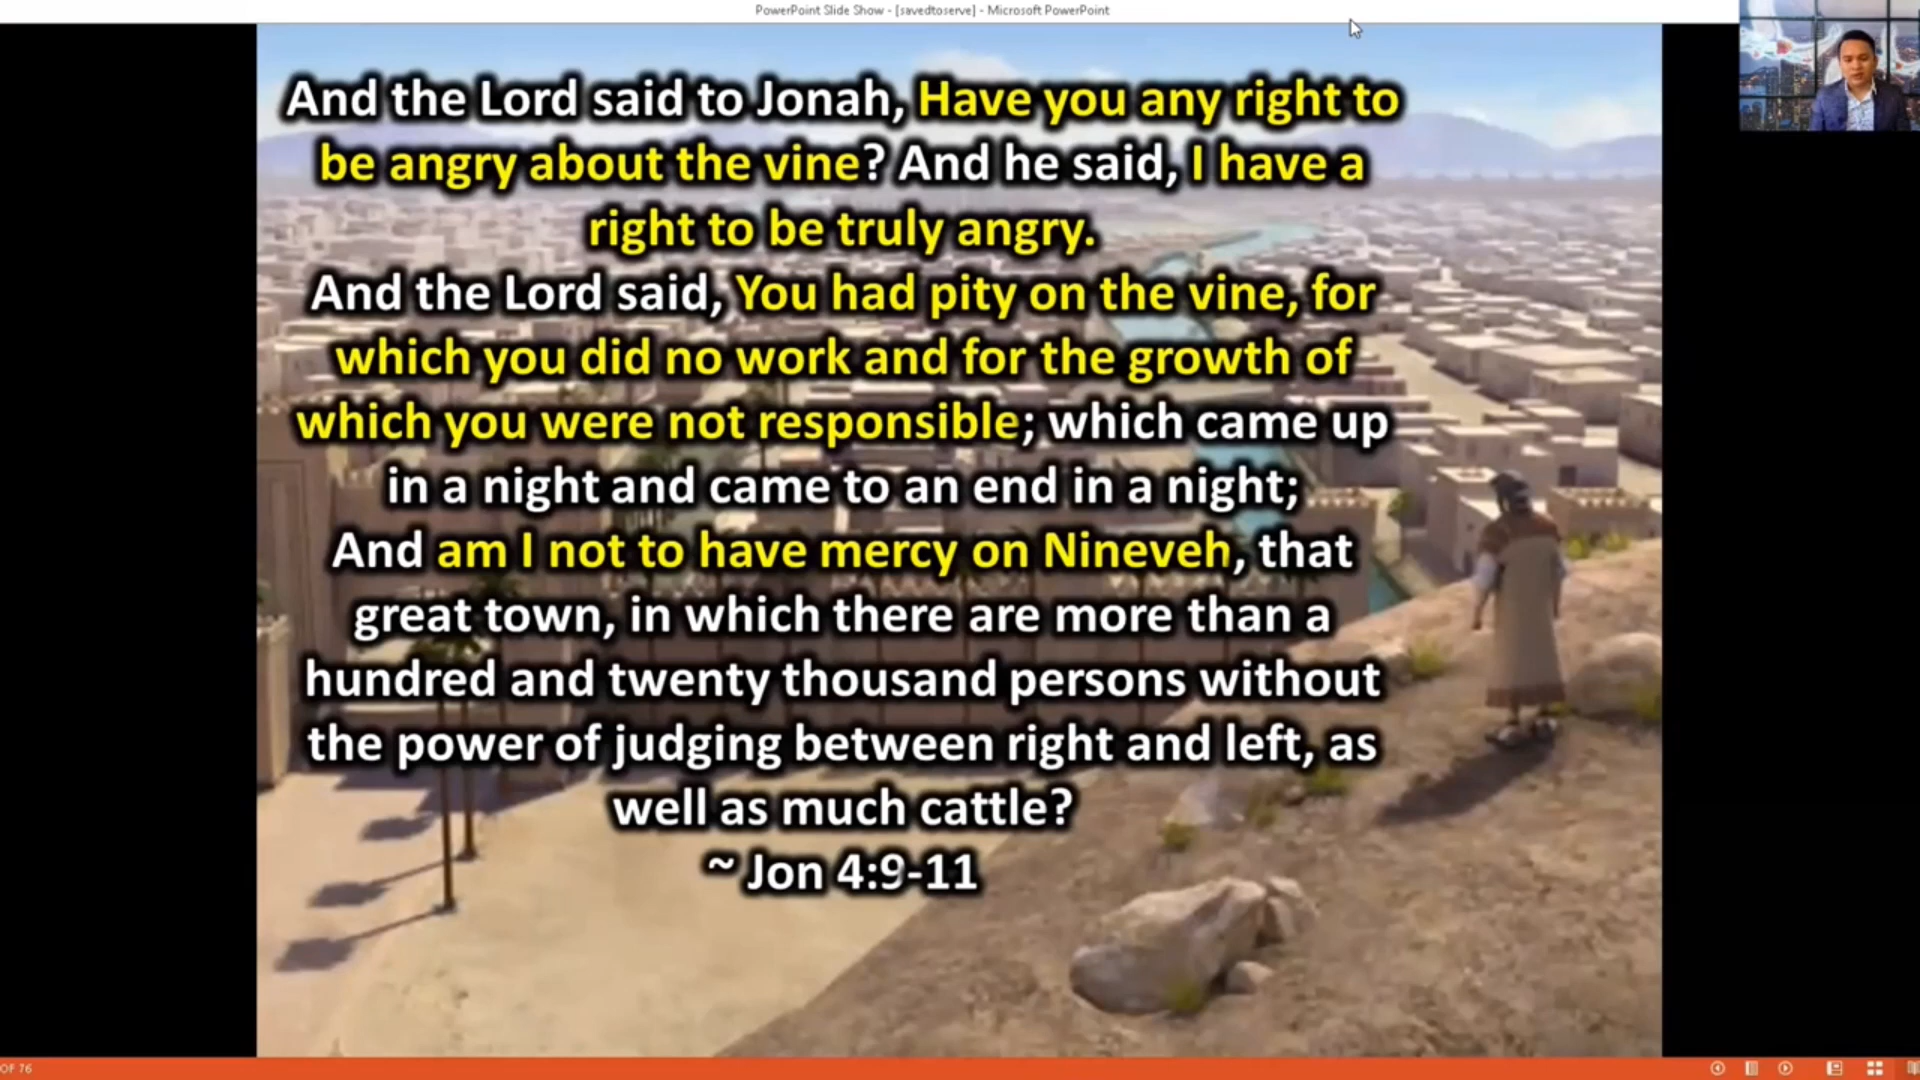 PowerPoint Slide Show - [savedtoserve] - Microsoft PowerPoint
And the Lord said to Jonah, Have you any right to
be angry about the vine? And he said, I have a
right to be truly angry.
And the Lord said, You had pity on the vine, for
which you did no work and for the growth of
which you were not responsible; which came up
in a night and came to an end in a night;
And am I not to have mercy on Nineveh, that
great town, in which there are more than a
hundred and twenty thousand persons without
the power of judging between right and left, as
well as much cattle?
~ Jon 4:9-11
OF 76